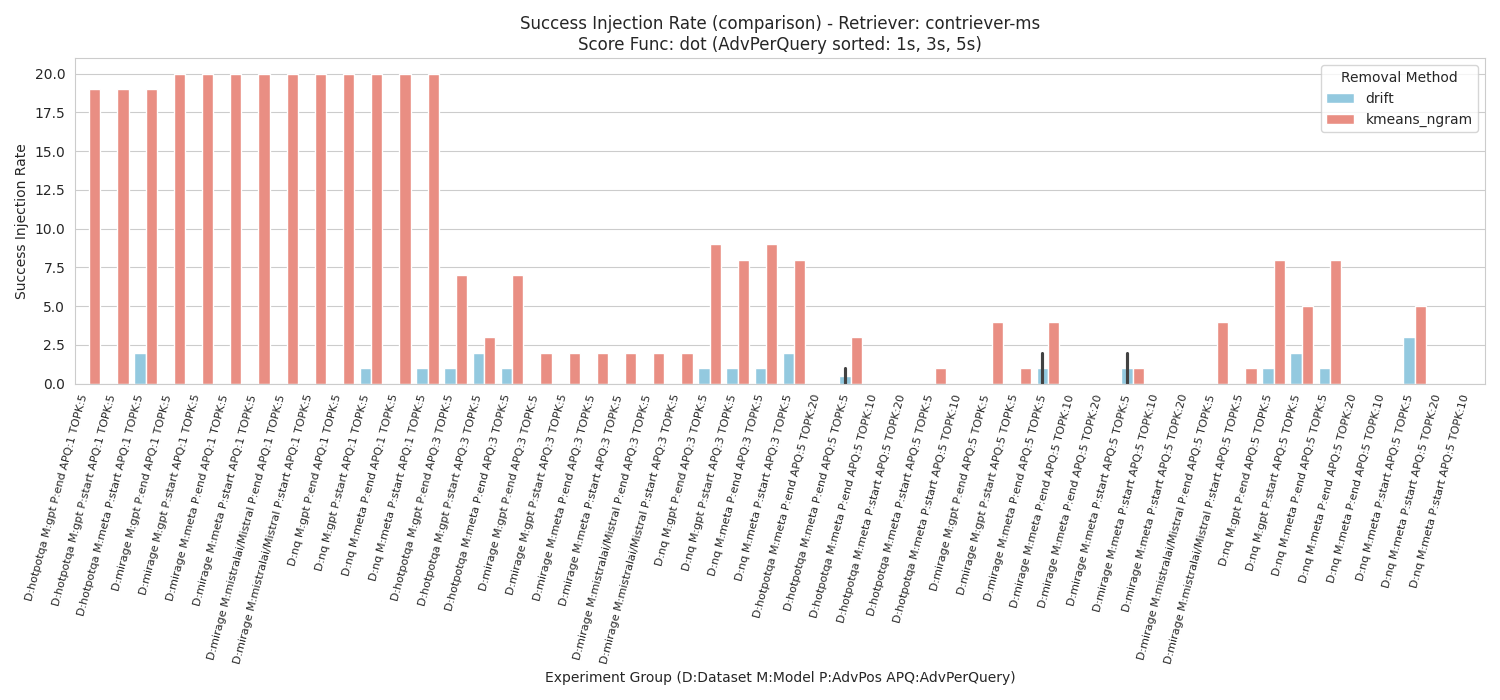 Success Injection Rate (comparison) - Retriever: contriever-ms
Score Func: dot (AdvPerQuery sorted: 1s, 3s, 5s)
Removal Method
drift
kmeans_ngram
Success Injection Rate
20.0
17.5
15.0
12.5
10.0
7.5
5.0
2.5
0.0
D:hotpotqa M:gpt P:end APQ:1 TOPK:5
D:hotpotqa M:gpt P:start APQ:1 TOPK:5
D:hotpotqa M:meta P:start APQ:1 TOPK:5
D:mirage M:gpt P:end APQ:1 TOPK:5
D:mirage M:gpt P:start APQ:1 TOPK:5
D:mirage M:meta P:end APQ:1 TOPK:5
D:mirage M:meta P:start APQ:1 TOPK:5
D:mirage M:mistralai/Mistral P:end APQ:1 TOPK:5
D:mirage M:mistralai/Mistral P:start APQ:1 TOPK:5
D:nq M:gpt P:end APQ:1 TOPK:5
D:nq M:gpt P:start APQ:1 TOPK:5
D:nq M:meta P:end APQ:1 TOPK:5
D:nq M:meta P:start APQ:1 TOPK:5
D:hotpotqa M:gpt P:end APQ:3 TOPK:5
D:hotpotqa M:gpt P:start APQ:3 TOPK:5
D:hotpotqa M:meta P:end APQ:3 TOPK:5
D:mirage M:gpt P:end APQ:3 TOPK:5
D:mirage M:gpt P:start APQ:3 TOPK:5
D:mirage M:meta P:end APQ:3 TOPK:5
D:mirage M:meta P:start APQ:3 TOPK:5
D:mirage M:mistralai/Mistral P:end APQ:3 TOPK:5
D:mirage M:mistralai/Mistral P:start APQ:3 TOPK:5
D:nq M:gpt P:end APQ:3 TOPK:5
D:nq M:gpt P:start APQ:3 TOPK:5
D:nq M:meta P:end APQ:3 TOPK:5
D:nq M:meta P:start APQ:3 TOPK:5
D:hotpotqa M:meta P:end APQ:5 TOPK:20
D:hotpotqa M:meta P:end APQ:5 TOPK:5
D:hotpotqa M:meta P:end APQ:5 TOPK:10
D:hotpotqa M:meta P:start APQ:5 TOPK:20
D:hotpotqa M:meta P:start APQ:5 TOPK:5
D:hotpotqa M:meta P:start APQ:5 TOPK:10
D:mirage M:gpt P:end APQ:5 TOPK:5
D:mirage M:gpt P:start APQ:5 TOPK:5
D:mirage M:meta P:end APQ:5 TOPK:5
D:mirage M:meta P:end APQ:5 TOPK:10
D:mirage M:meta P:end APQ:5 TOPK:20
D:mirage M:meta P:start APQ:5 TOPK:5
D:mirage M:meta P:start APQ:5 TOPK:10
D:mirage M:meta P:start APQ:5 TOPK:20
D:mirage M:mistralai/Mistral P:end APQ:5 TOPK:5
D:mirage M:mistralai/Mistral P:start APQ:5 TOPK:5
D:nq M:gpt P:end APQ:5 TOPK:5
D:nq M:gpt P:start APQ:5 TOPK:5
D:nq M:meta P:end APQ:5 TOPK:5
D:nq M:meta P:end APQ:5 TOPK:20
D:nq M:meta P:end APQ:5 TOPK:10
D:nq M:meta P:start APQ:5 TOPK:5
D:nq M:meta P:start APQ:5 TOPK:20
D:nq M:meta P:start APQ:5 TOPK:10
Experiment Group (D:Dataset M:Model P:AdvPos APQ:AdvPerQuery)